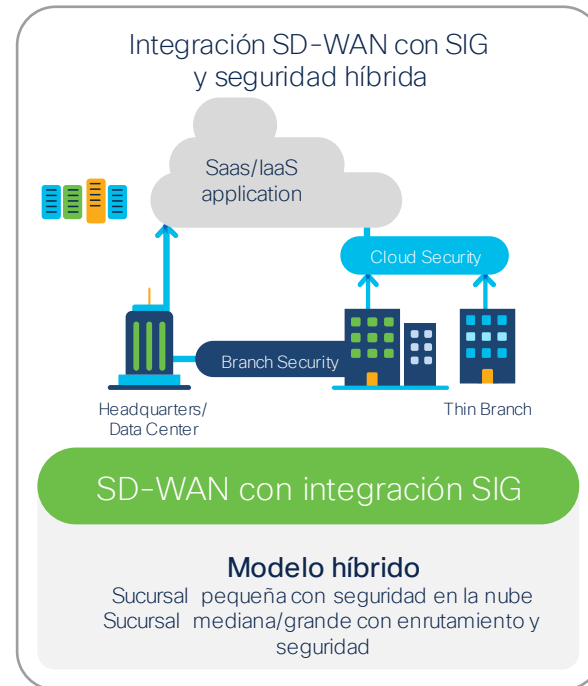 Integración SD-WAN con SIG
y seguridad híbrida
Saas/IaaS
application
Cloud Security
Branch Security
Headquarters/
Data Center
Thin Branch
SD-WAN con integración SIG
Modelo híbrido
Sucursal pequeña con seguridad en la nube
Sucursal mediana/grande con enrutamiento y
seguridad